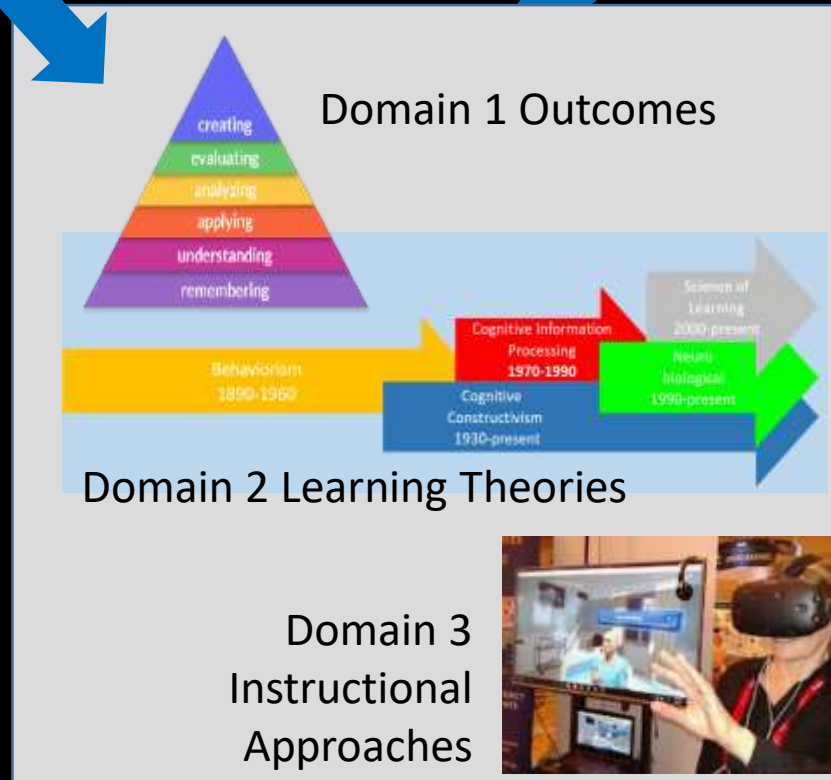 Domain 1 Outcomes
creating
evaluating
analyzing
applying
understanding
remembering
Science of
Learning
2000-present
Cognitive Information
Processing
1970-1990
Neuro
biological
1990-present
Behaviorism
1890-1960
Cognitive
Constructivism
1930-present
Domain 2 Learning Theories
Domain 3
Instructional
Approaches